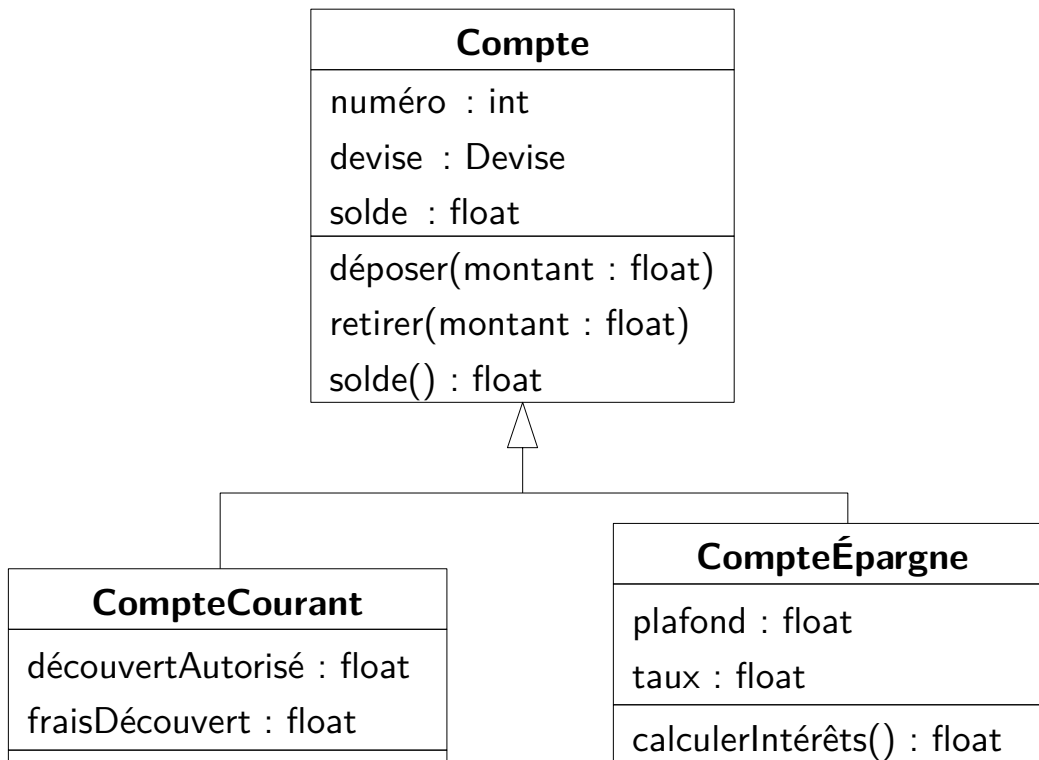 Compte
numéro : int
devise : Devise
solde : float
déposer(montant : float)
retirer(montant : float)
solde() : float
CompteCourant
découvertAutorisé : float
fraisDécouvert : float
CompteÉpargne
plafond : float
taux : float
calculerIntérêts() : float